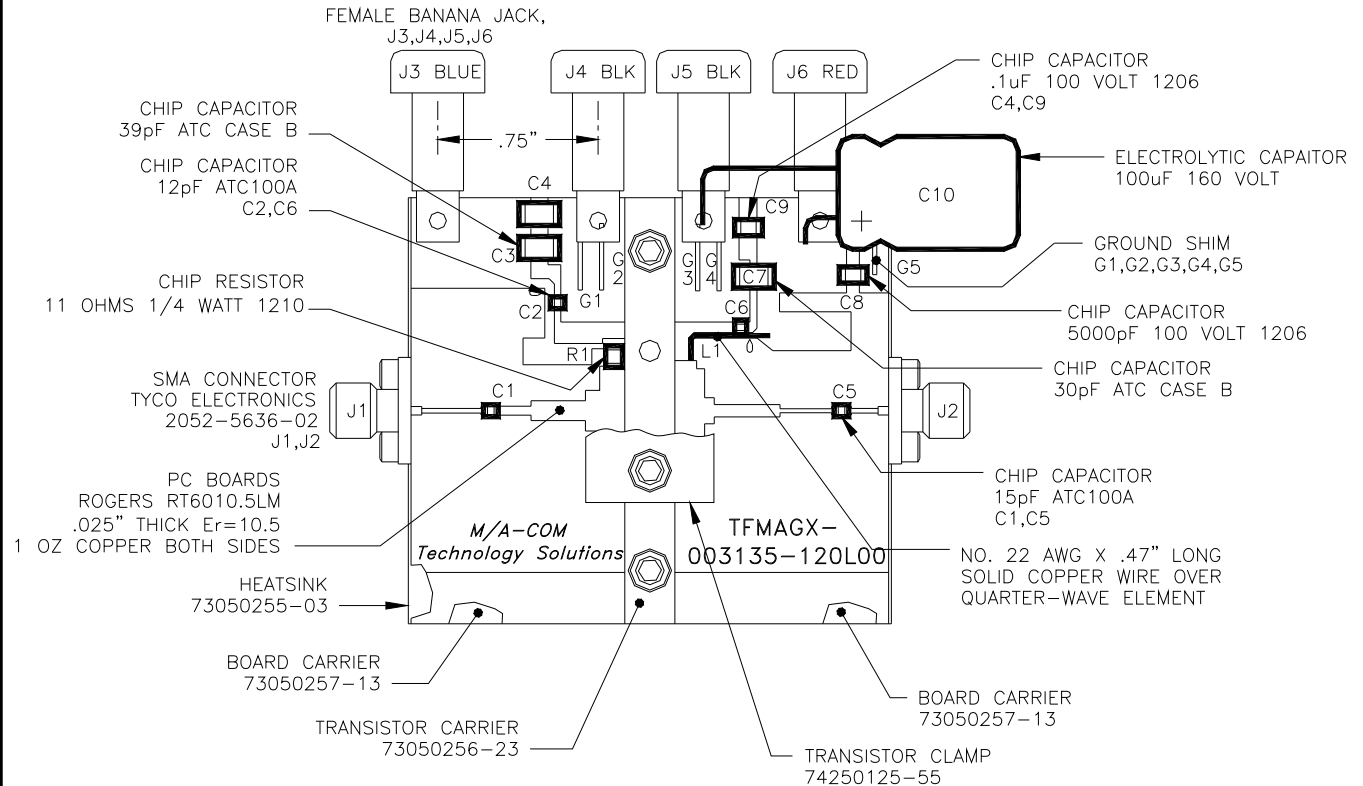 FEMALE BANANA JACK,
J3,J4,J5,J6
J3 BLUE
J4 BLK
J5 BLK
J6 RED
CHIP CAPACITOR
.1uF 100 VOLT 1206
C4,C9
CHIP CAPACITOR
39pF ATC CASE B
.75"
CHIP CAPACITOR
12pF ATC100A
C2,C6
ELECTROLYTIC CAPAITOR
100uF 160 VOLT
C4
C9
C10
C3
G2
G3
G4
G5
GROUND SHIM
G1,G2,G3,G4,G5
CHIP RESISTOR
11 OHMS 1/4 WATT 1210
C2
G1
C7
C6
C8
CHIP CAPACITOR
5000pF 100 VOLT 1206
R1
L1
CHIP CAPACITOR
30pF ATC CASE B
SMA CONNECTOR
TYCO ELECTRONICS
2052-5636-02
J1,J2
J1
C1
C5
J2
PC BOARDS
ROGERS RT6010.5LM
.025" THICK Er=10.5
1 OZ COPPER BOTH SIDES
CHIP CAPACITOR
15pF ATC100A
C1,C5
M/A-COM
Technology Solutions
TFMAGX-
003135-120L00
NO. 22 AWG X .47" LONG
SOLID COPPER WIRE OVER
QUARTER-WAVE ELEMENT
HEATSINK
73050255-03
BOARD CARRIER
73050257-13
BOARD CARRIER
73050257-13
TRANSISTOR CARRIER
73050256-23
TRANSISTOR CLAMP
74250125-55